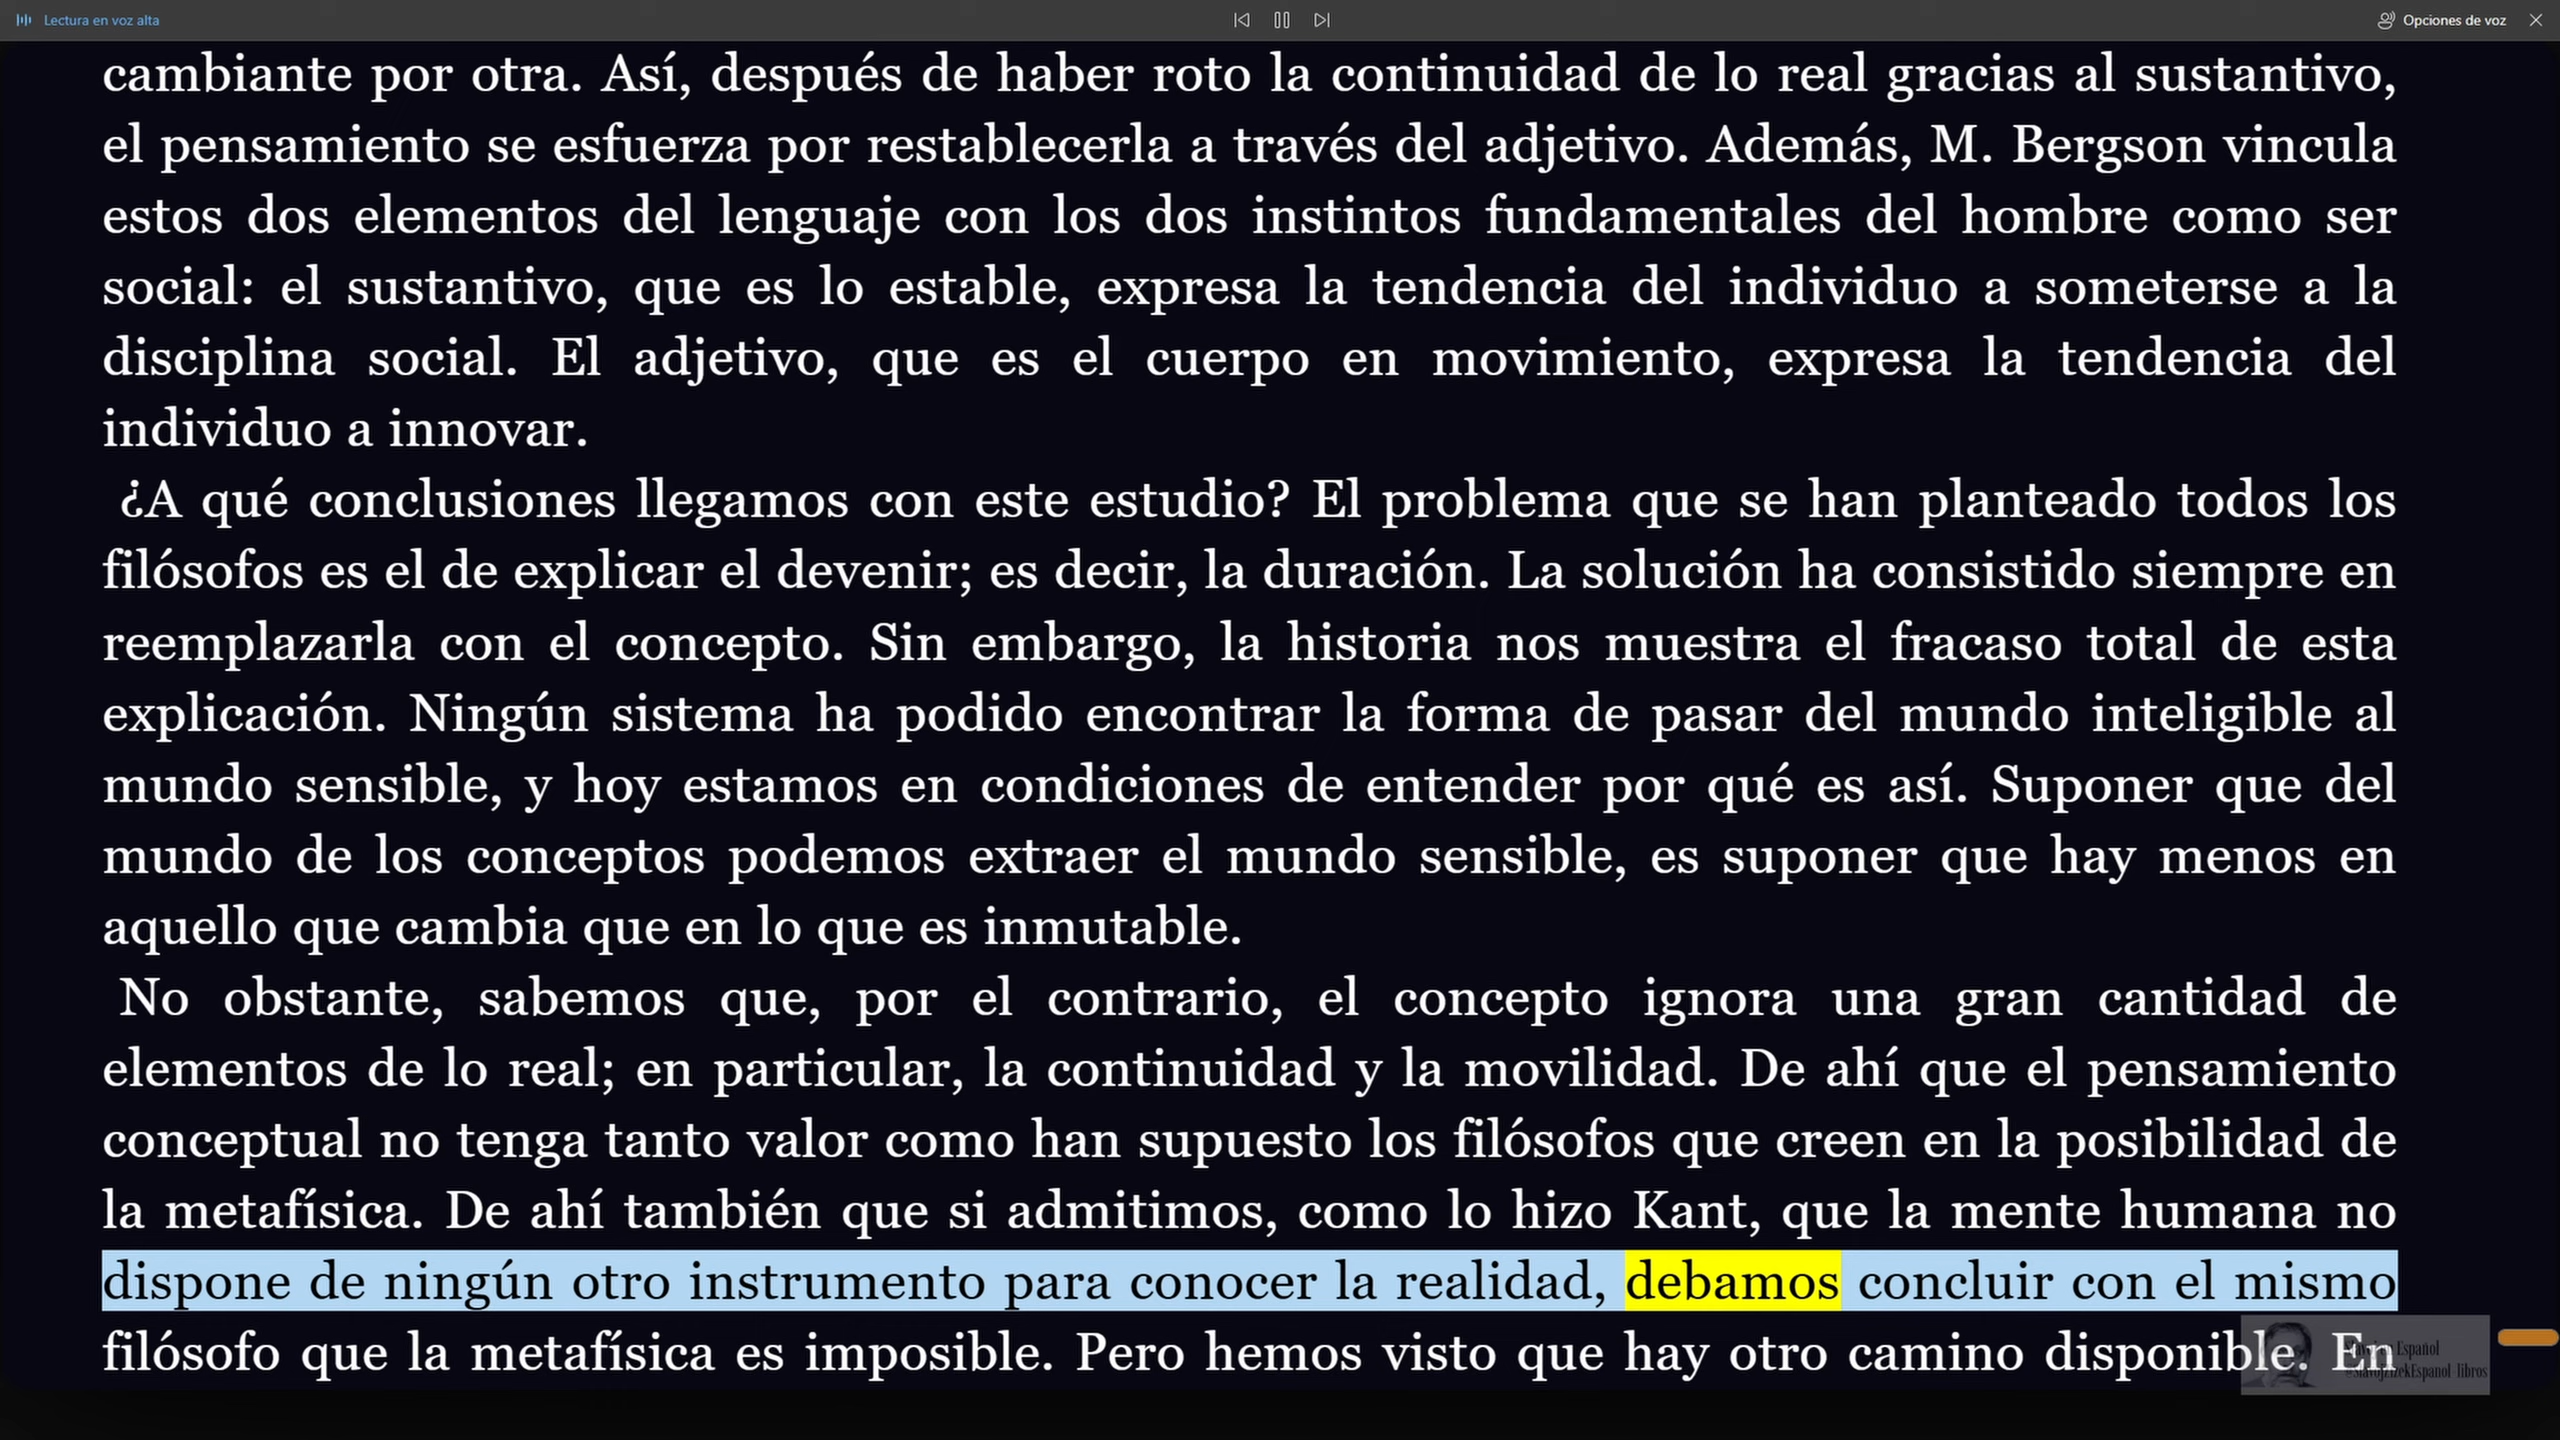 Lectura en voz alta
Opciones de voz
cambiante por otra. Así, después de haber roto la continuidad de lo real gracias al sustantivo,
el pensamiento se esfuerza por restablecerla a través del adjetivo. Además, M. Bergson vincula
estos dos elementos del lenguaje con los dos instintos fundamentales del hombre como ser
social: el sustantivo, que es lo estable, expresa la tendencia del individuo a someterse a la
disciplina social. El adjetivo, que es el cuerpo en movimiento, expresa la tendencia del
individuo a innovar.
¿A qué conclusiones llegamos con este estudio? El problema que se han planteado todos los
filósofos es el de explicar el devenir; es decir, la duración. La solución ha consistido siempre en
reemplazarla con el concepto. Sin embargo, la historia nos muestra el fracaso total de esta
explicación. Ningún sistema ha podido encontrar la forma de pasar del mundo inteligible al
mundo sensible, y hoy estamos en condiciones de entender por qué es así. Suponer que del
mundo de los conceptos podemos extraer el mundo sensible, es suponer que hay menos en
aquello que cambia que en lo que es inmutable.
No obstante, sabemos que, por el contrario, el concepto ignora una gran cantidad de
elementos de lo real; en particular, la continuidad y la movilidad. De ahí que el pensamiento
conceptual no tenga tanto valor como han supuesto los filósofos que creen en la posibilidad de
la metafísica. De ahí también que si admitimos, como lo hizo Kant, que la mente humana no
dispone de ningún otro instrumento para conocer la realidad, debamos concluir con el mismo
filósofo que la metafísica es imposible. Pero hemos visto que hay otro camino disponible. En
Español